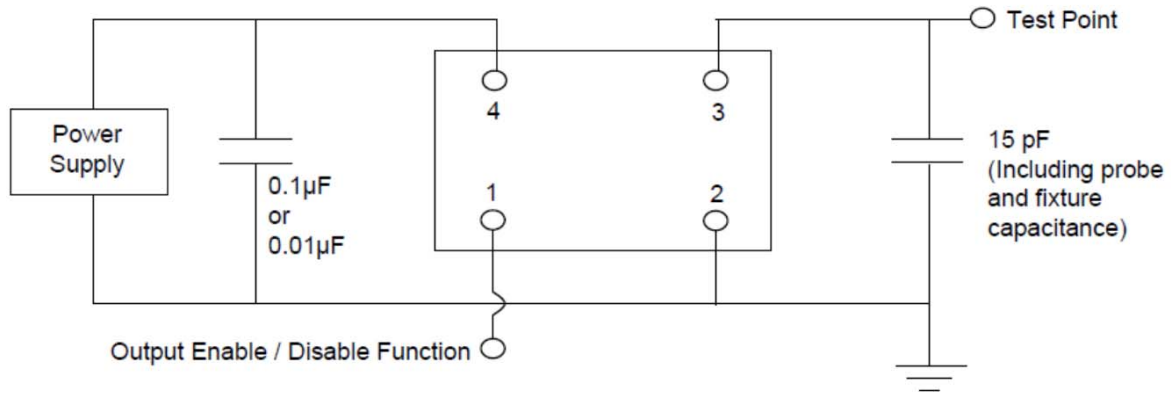 Test Point
4
3
Power
Supply
0.1µF
or
0.01µF
1
2
15 pF
(Including probe
and fixture
capacitance)
Output Enable / Disable Function